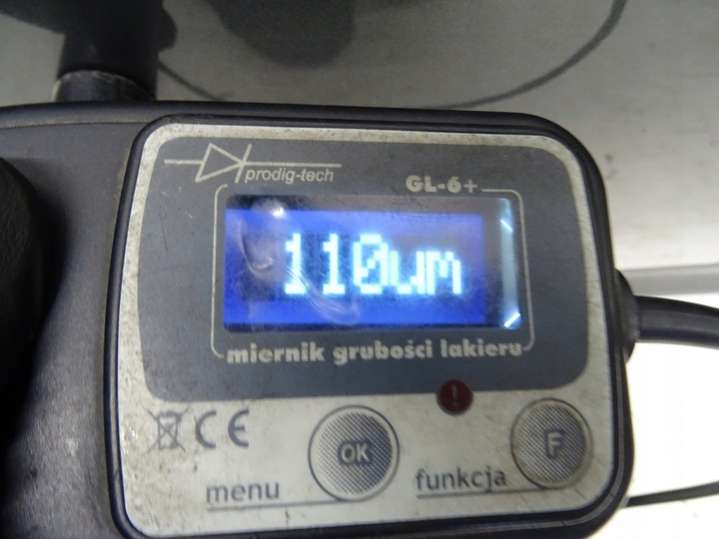 prodig-tech
GL-6+
110um
miernik grubości lakieru
!
CE
OK
F
menu
funkcja